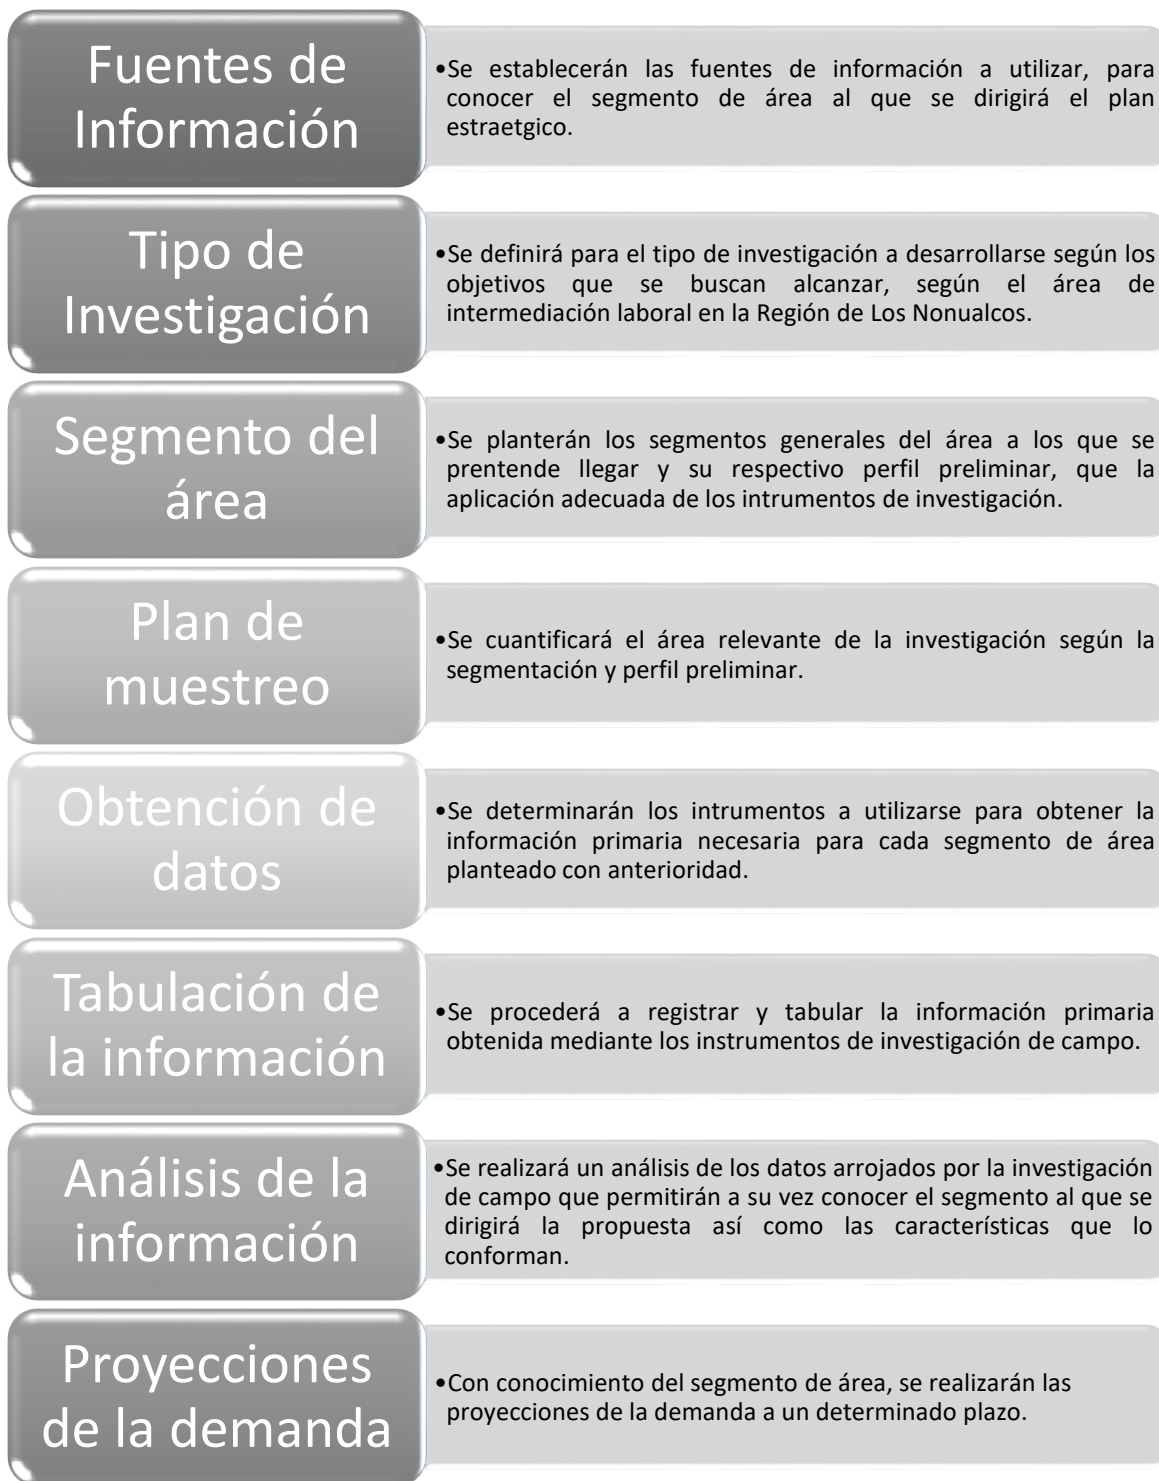 Fuentes de
Información
•Se establecerán las fuentes de información a utilizar, para
conocer el segmento de área al que se dirigirá el plan
estraetgico.
Tipo de
Investigación
•Se definirá para el tipo de investigación a desarrollarse según los
objetivos que se buscan alcanzar, según el área de
intermediación laboral en la Región de Los Nonualcos.
Segmento del
área
•Se planterán los segmentos generales del área a los que se
prentende llegar y su respectivo perfil preliminar, que la
aplicación adecuada de los intrumentos de investigación.
Plan de
muestreo
•Se cuantificará el área relevante de la investigación según la
segmentación y perfil preliminar.
Obtención de
datos
•Se determinarán los intrumentos a utilizarse para obtener la
información primaria necesaria para cada segmento de área
planteado con anterioridad.
Tabulación de
la información
•Se procederá a registrar y tabular la información primaria
obtenida mediante los instrumentos de investigación de campo.
Análisis de la
información
•Se realizará un análisis de los datos arrojados por la investigación
de campo que permitirán a su vez conocer el segmento al que se
dirigirá la propuesta así como las características que lo
conforman.
Proyecciones
de la demanda
•Con conocimiento del segmento de área, se realizarán las
proyecciones de la demanda a un determinado plazo.